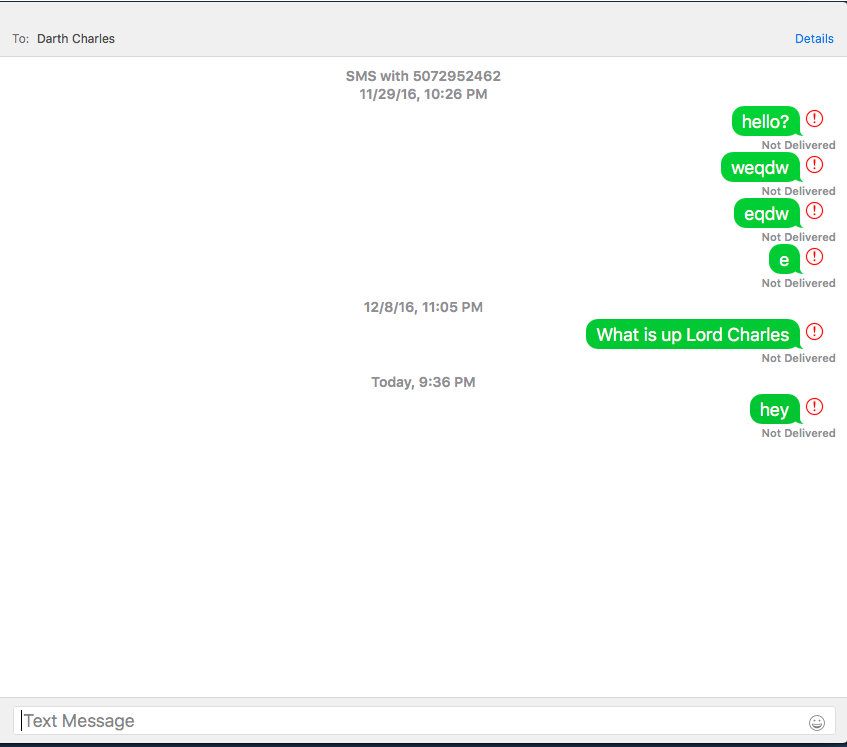 To: Darth Charles Details
SMS with 5072952462
11/29/16, 10:26 PM
hello?
Not Delivered
weqdw
Not Delivered
eqdw
Not Delivered
e
Not Delivered
12/8/16, 11:05 PM
What is up Lord Charles
Not Delivered
Today, 9:36 PM
hey
Not Delivered
Text Message